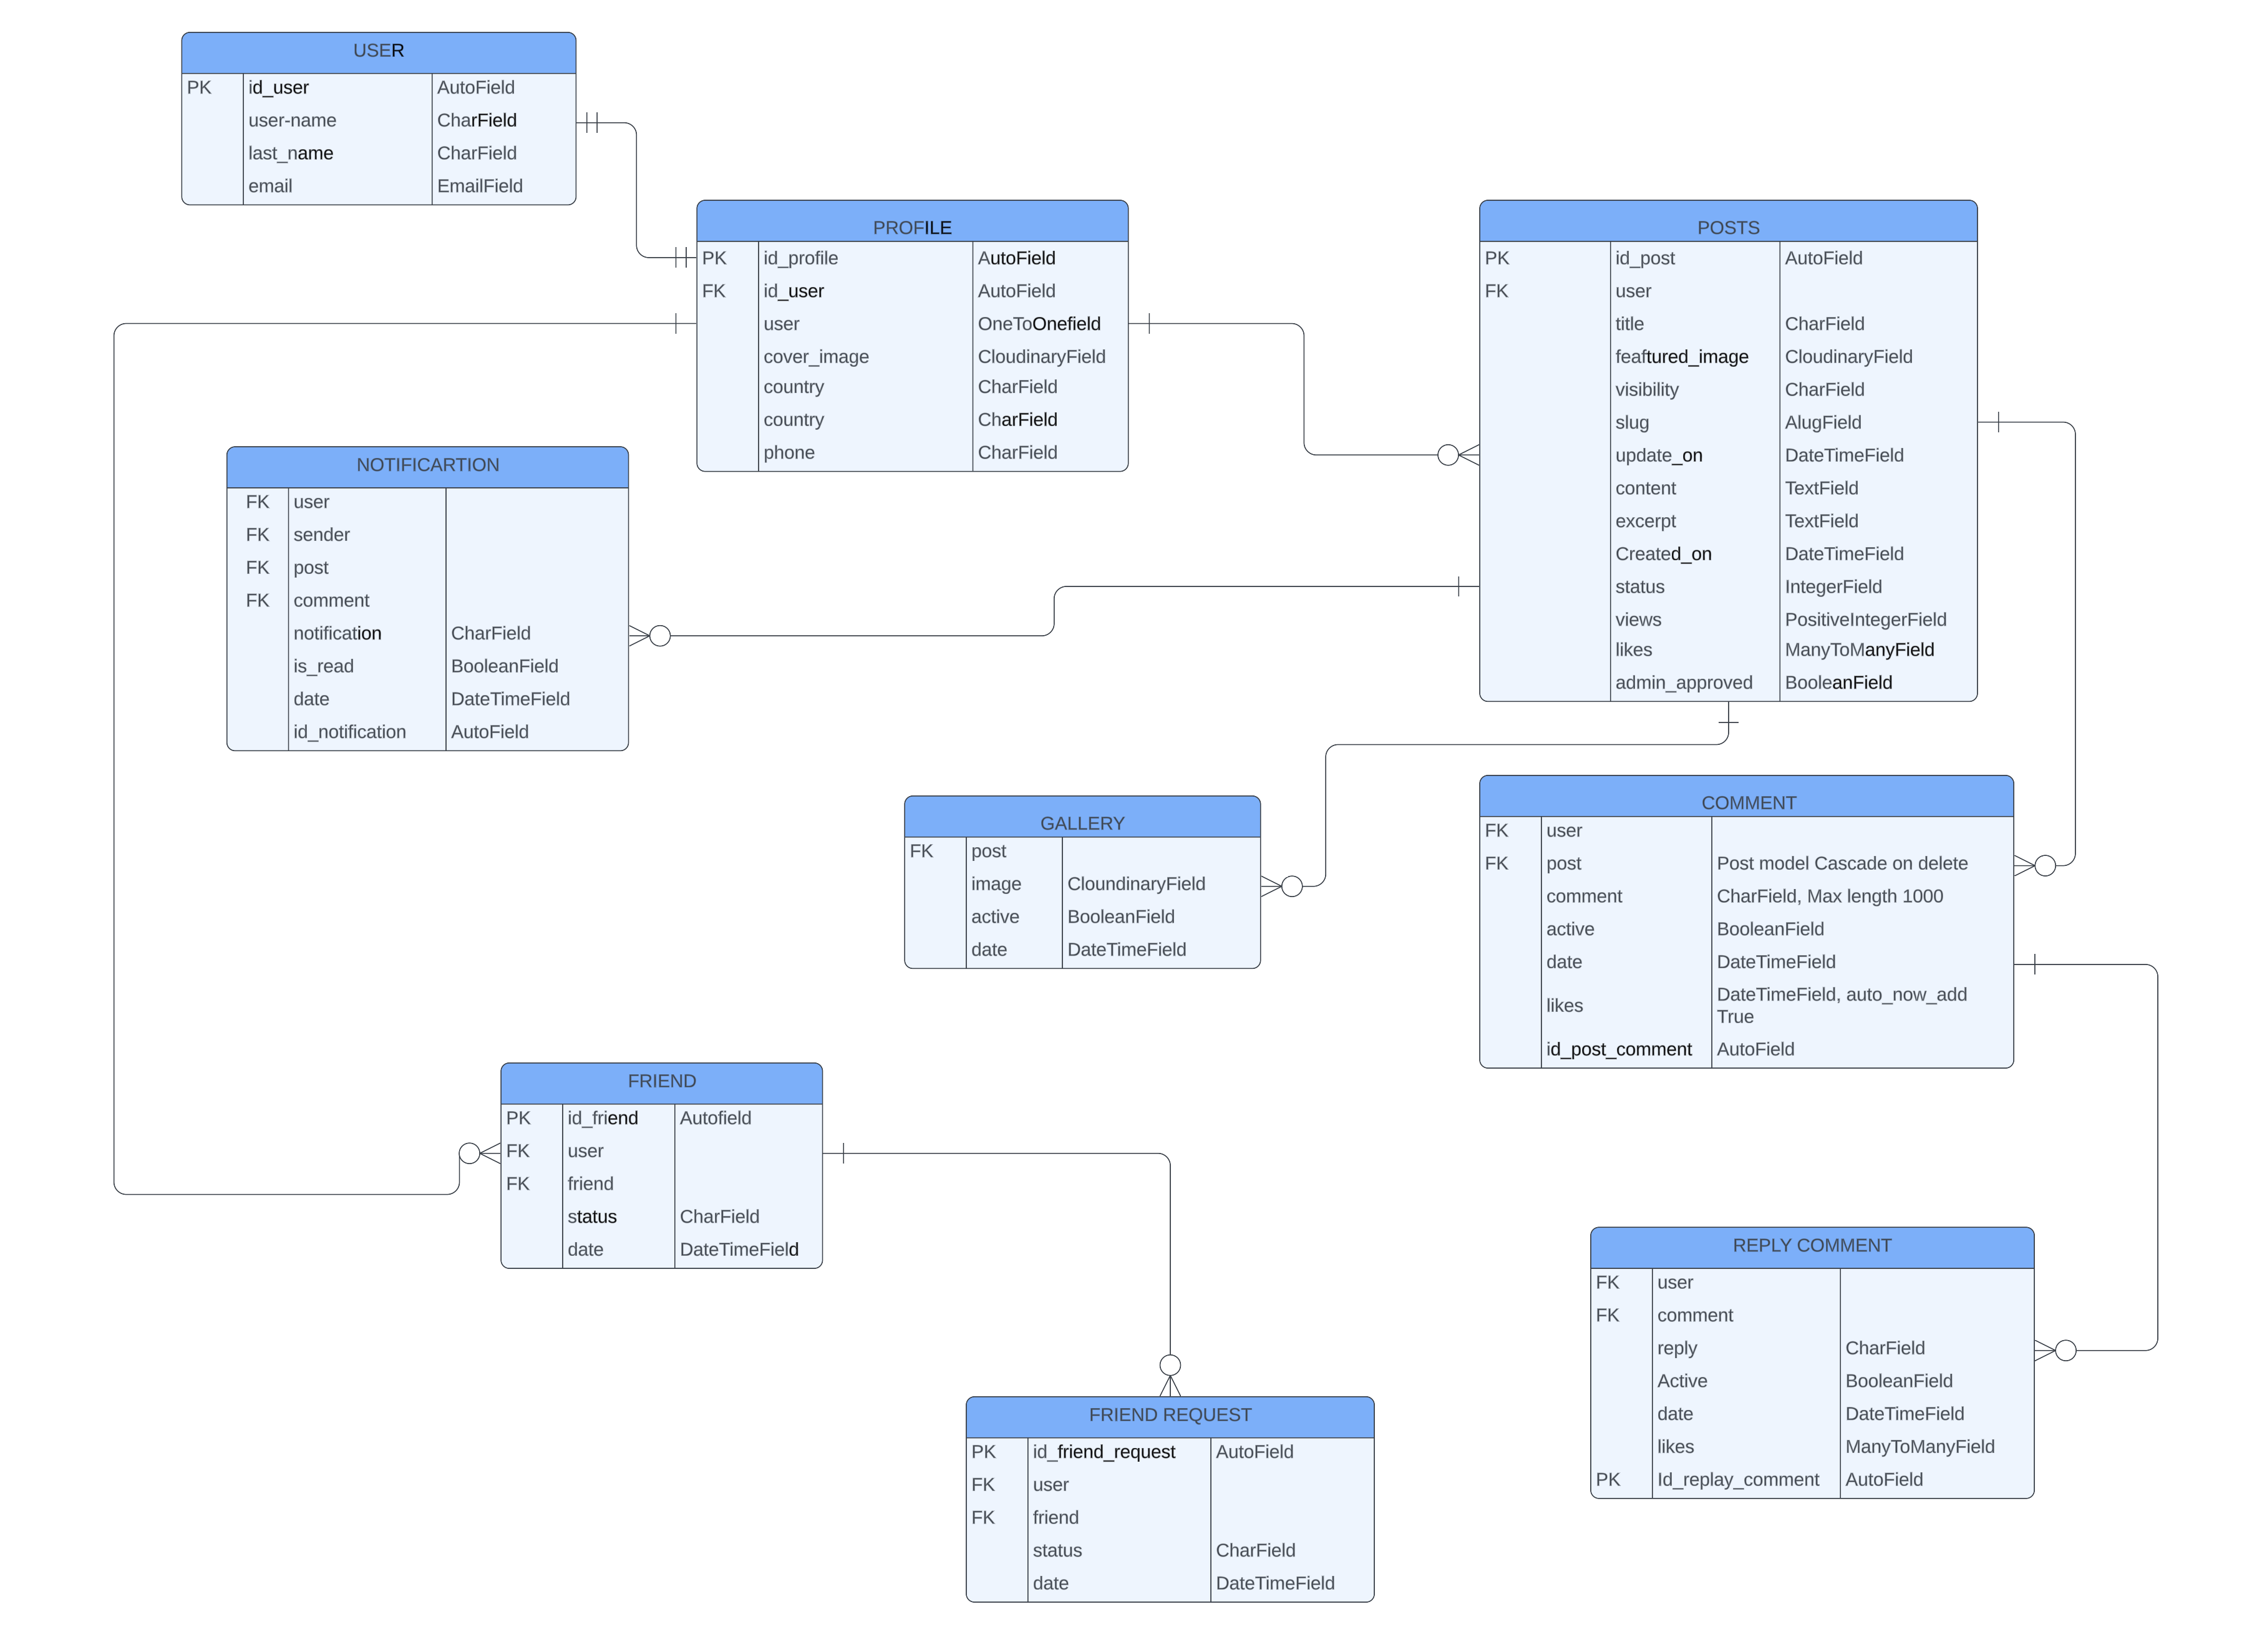 USER
PK id_user AutoField
user-name CharField
last_name CharField
email EmailField
PROFILE
PK id_profile AutoField
FK id_user AutoField
user OneToOnefield
cover_image CloudinaryField
country CharField
country CharField
phone CharField
POSTS
PK id_post AutoField
FK user
title CharField
feaftured_image CloudinaryField
visibility CharField
slug AlugField
update_on DateTimeField
content TextField
excerpt TextField
Created_on DateTimeField
status IntegerField
views PositiveIntegerField
likes ManyToManyField
admin_approved BooleanField
NOTIFICARTION
FK user
FK sender
FK post
FK comment
notification CharField
is_read BooleanField
date DateTimeField
id_notification AutoField
GALLERY
FK post
image CloundinaryField
active BooleanField
date DateTimeField
COMMENT
FK user
FK post Post model Cascade on delete
comment CharField, Max length 1000
active BooleanField
date DateTimeField
likes DateTimeField, auto_now_add
True
id_post_comment AutoField
FRIEND
PK id_friend Autofield
FK user
FK friend
status CharField
date DateTimeField
REPLY COMMENT
FK user
FK comment
reply CharField
Active BooleanField
date DateTimeField
likes ManyToManyField
PK Id_replay_comment AutoField
FRIEND REQUEST
PK id_friend_request AutoField
FK user
FK friend
status CharField
date DateTimeField